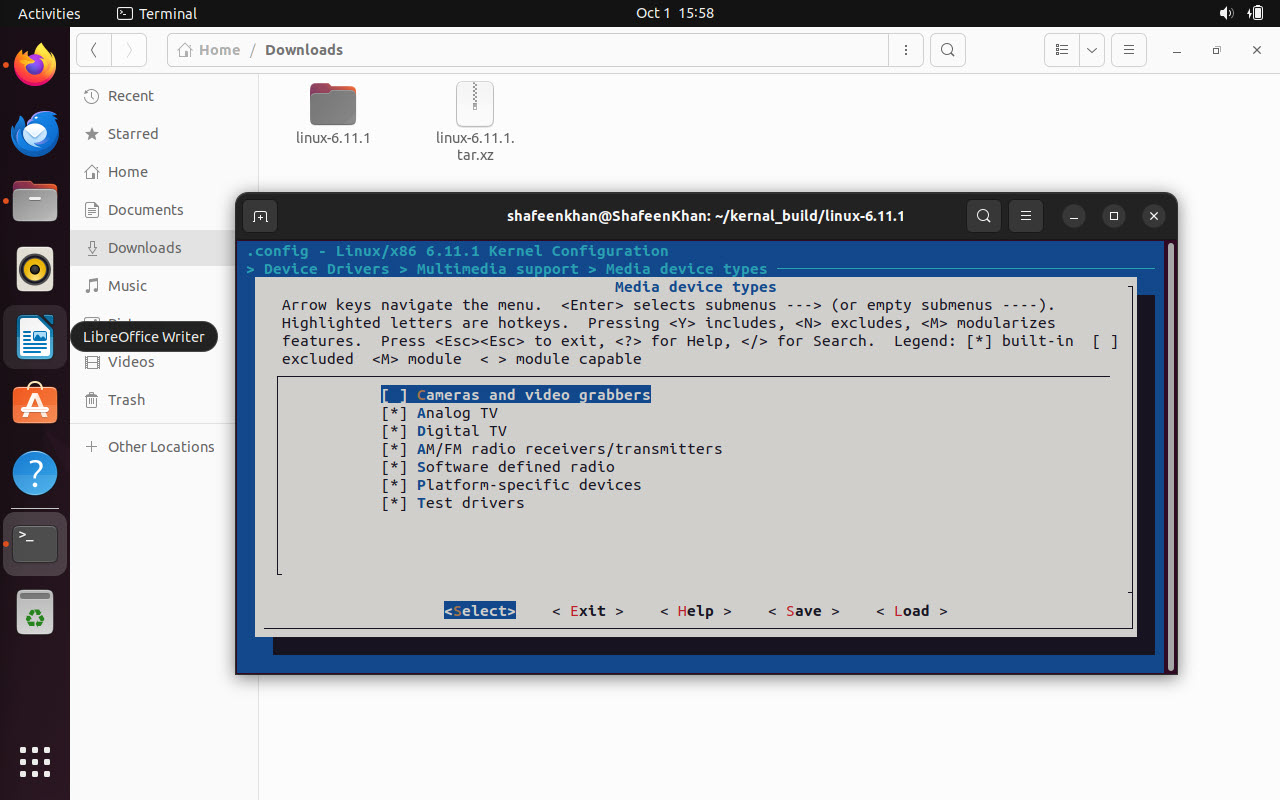 Activities
Terminal
Oct 1 15:58
Home / Downloads
Recent
Starred
Home
Documents
Downloads
Music
LibreOffice Writer
Videos
Trash
Other Locations
linux-6.11.1
linux-6.11.1.
tar.xz
shafeenkhan@ShafeenKhan: ~/kernal_build/linux-6.11.1
.config - Linux/x86 6.11.1 Kernel Configuration
> Device Drivers > Multimedia support > Media device types
Media device types
Arrow keys navigate the menu. <Enter> selects submenus ---> (or empty submenus ----).
Highlighted letters are hotkeys. Pressing <Y> includes, <N> excludes, <M> modularizes
features. Press <Esc><Esc> to exit, <?> for Help, </> for Search. Legend: [*] built-in [ ]
excluded <M> module < > module capable
[ ] Cameras and video grabbers
[*] Analog TV
[*] Digital TV
[*] AM/FM radio receivers/transmitters
[*] Software defined radio
[*] Platform-specific devices
[*] Test drivers
<Select> < Exit > < Help > < Save > < Load >